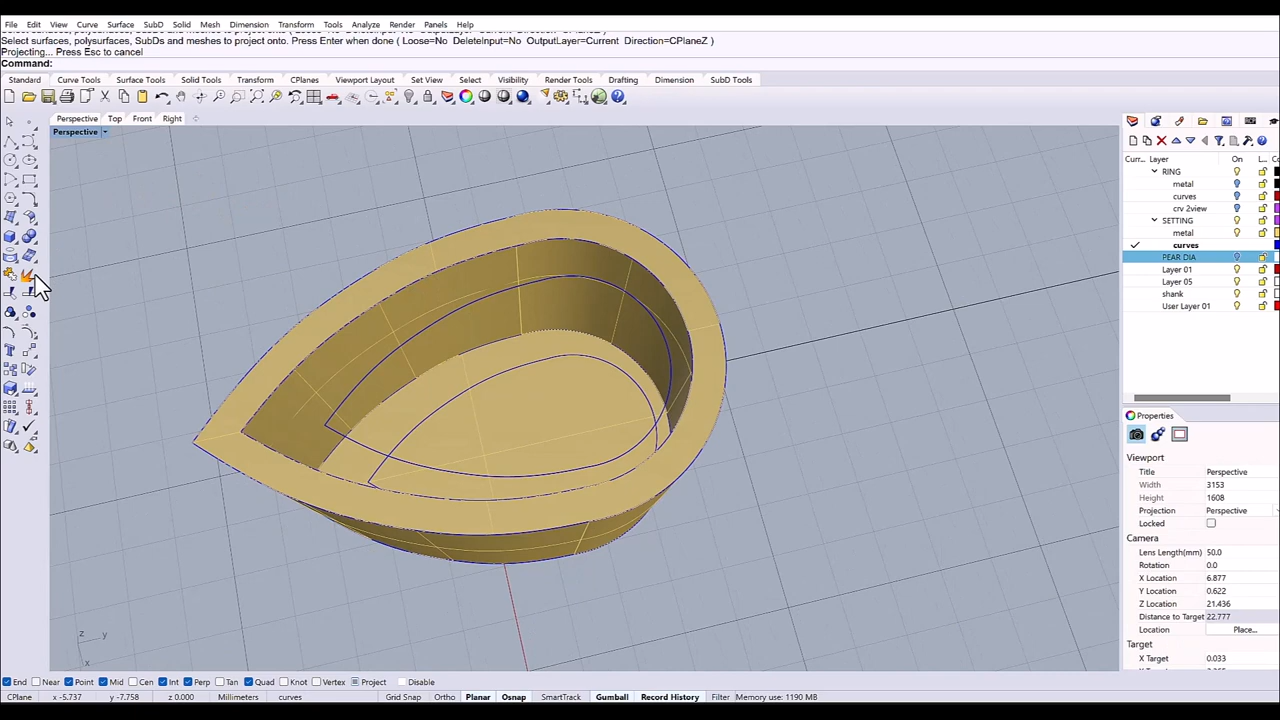 File Edit View Curve Surface SubD Solid Mesh Dimension Transform Tools Analyze Render Panels Help
Select surfaces, polysurfaces, SubDs and meshes to project onto. Press Enter when done ( Loose=No DeleteInput=No OutputLayer=Current Direction=CPlaneZ )
Projecting... Press Esc to cancel
Command:
Standard Curve Tools Surface Tools Solid Tools Transform CPlanes Viewport Layout Set View Select Visibility Render Tools Drafting Dimension SubD Tools
Perspective Top Front Right
Perspective
Curr... Layer On L... Co
RING
metal
curves
crv 2view
SETTING
metal
curves
PEAR DIA
Layer 01
Layer 05
shank
User Layer 01
Properties
Viewport
Title Perspective
Width 3153
Height 1608
Projection Perspective
Locked
Camera
Lens Length(mm) 50.0
Rotation 0.0
X Location 6.877
Y Location 0.622
Z Location 21.436
Distance to Target 22.777
Location Place...
Target
X Target 0.033
z y
x
End Near Point Mid Cen Int Perp Tan Quad Knot Vertex Project Disable
CPlane x -5.737 y -7.758 z 0.000 Millimeters curves Grid Snap Ortho Planar Osnap SmartTrack Gumball Record History Filter Memory use: 1190 MB